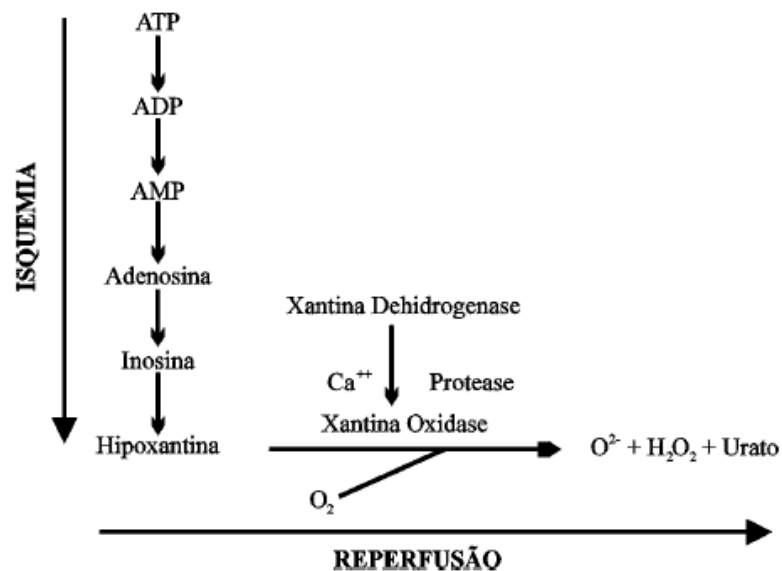 ATP
ADP
AMP
Adenosina
Inosina
Hipoxantina
ISQUEMIA
Xantina Dehidrogenase
Ca⁺⁺ Protease
Xantina Oxidase
O₂
O²⁻ + H₂O₂ + Urato
REPERFUSÃO